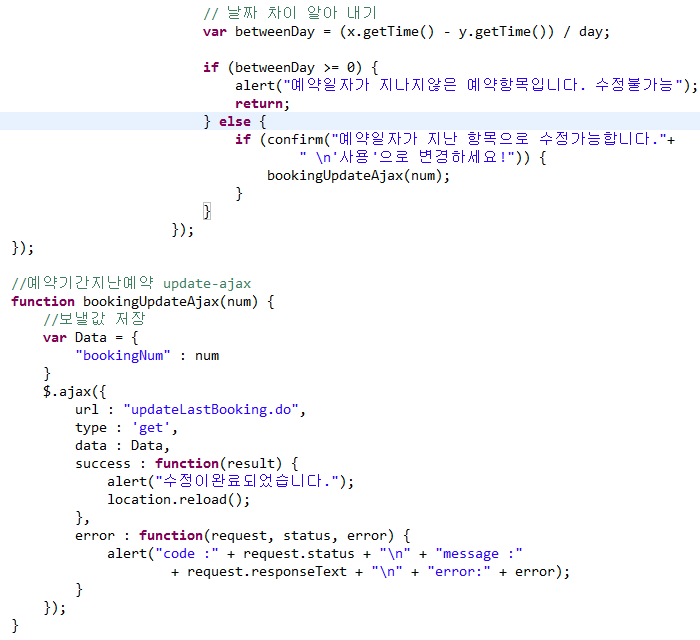 // 날짜 차이 알아 내기
var betweenDay = (x.getTime() - y.getTime()) / day;
if (betweenDay >= 0) {
alert("예약일자가 지나지않은 예약항목입니다. 수정불가능");
return;
} else {
if (confirm("예약일자가 지난 항목으로 수정가능합니다."+
" \n'사용'으로 변경하세요!")) {
bookingUpdateAjax(num);
}
}
});
});
//예약기간지난예약 update-ajax
function bookingUpdateAjax(num) {
//보낼값 저장
var Data = {
"bookingNum" : num
}
$.ajax({
url : "updateLastBooking.do",
type : 'get',
data : Data,
success : function(result) {
alert("수정이완료되었습니다.");
location.reload();
},
error : function(request, status, error) {
alert("code :" + request.status + "\n" + "message :"
+ request.responseText + "\n" + "error:" + error);
}
});
}